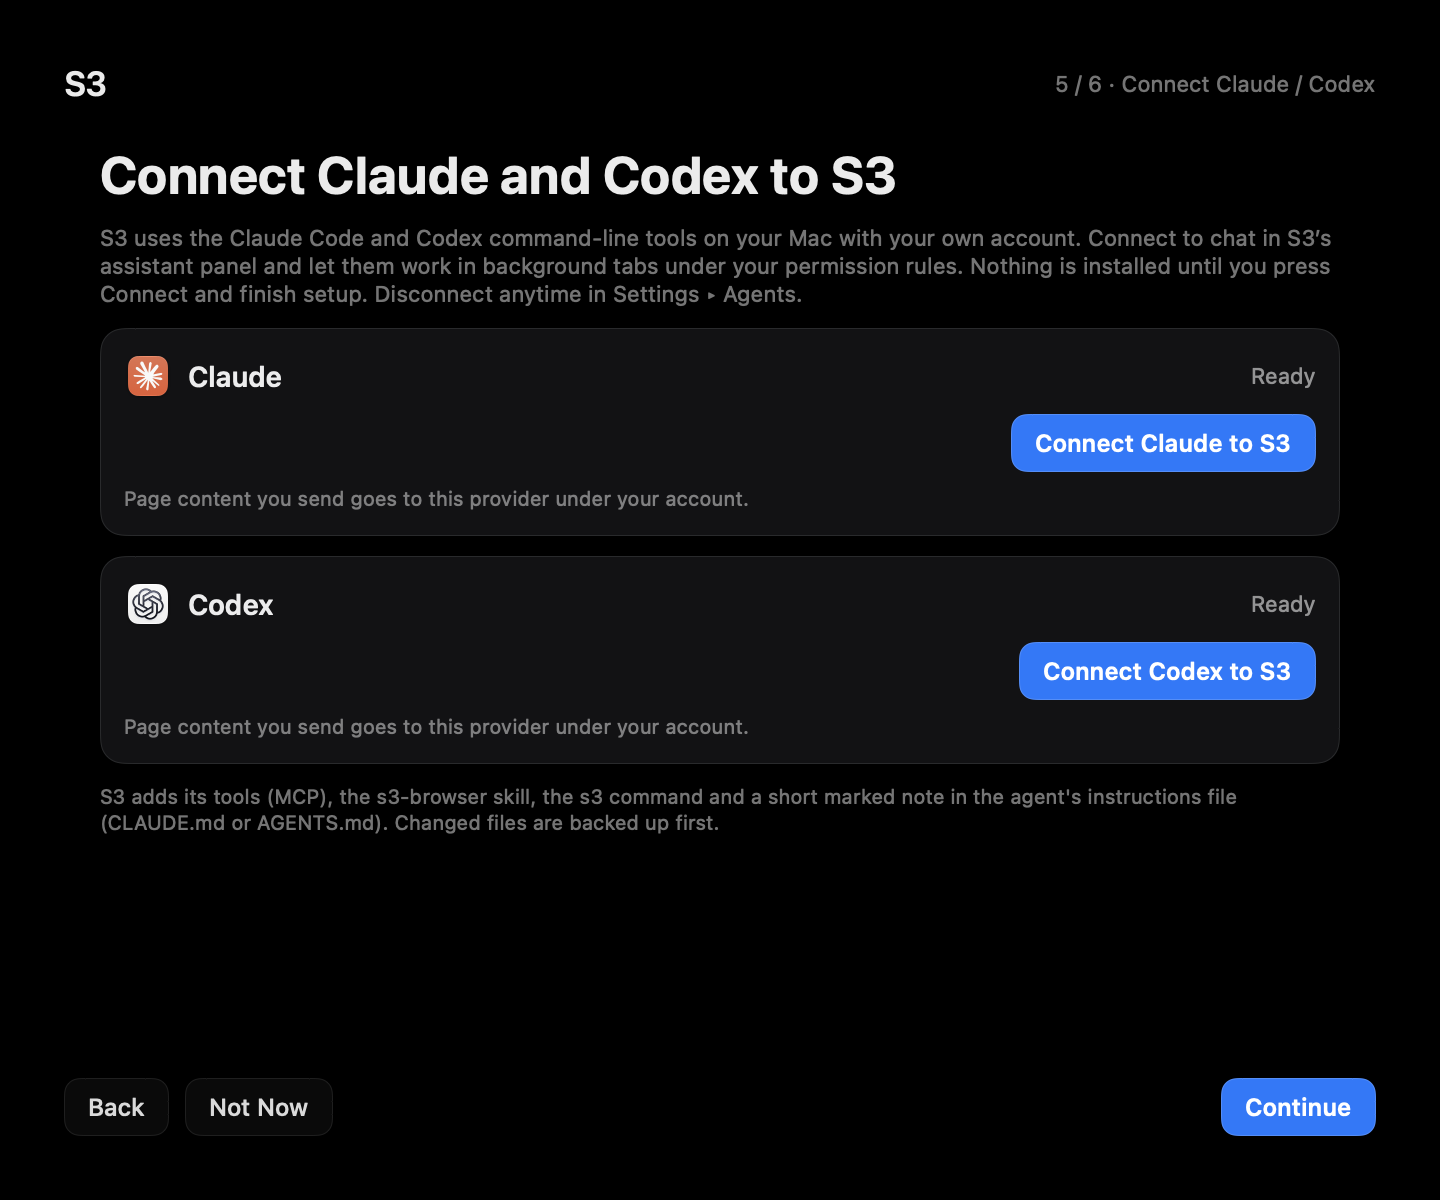 S3
5 / 6 · Connect Claude / Codex
Connect Claude and Codex to S3
S3 uses the Claude Code and Codex command-line tools on your Mac with your own account. Connect to chat in S3’s
assistant panel and let them work in background tabs under your permission rules. Nothing is installed until you press
Connect and finish setup. Disconnect anytime in Settings ▸ Agents.
Claude
Ready
Connect Claude to S3
Page content you send goes to this provider under your account.
Codex
Ready
Connect Codex to S3
Page content you send goes to this provider under your account.
S3 adds its tools (MCP), the s3-browser skill, the s3 command and a short marked note in the agent's instructions file
(CLAUDE.md or AGENTS.md). Changed files are backed up first.
Back
Not Now
Continue